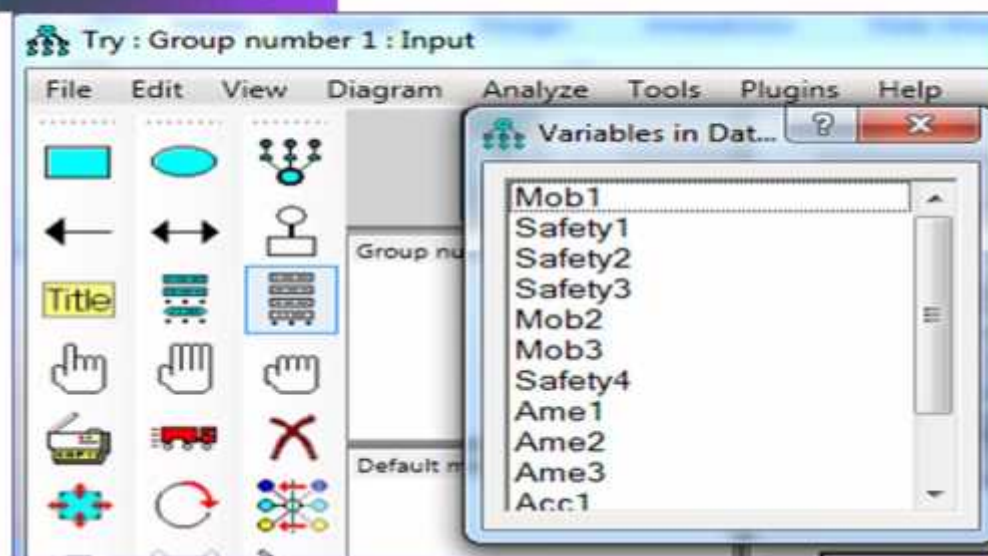 Try : Group number 1 : Input
File Edit View Diagram Analyze Tools Plugins Help
Variables in Dat...
?
Title
Group nu
Default m
Mob1
Safety1
Safety2
Safety3
Mob2
Mob3
Safety4
Ame1
Ame2
Ame3
Acc1